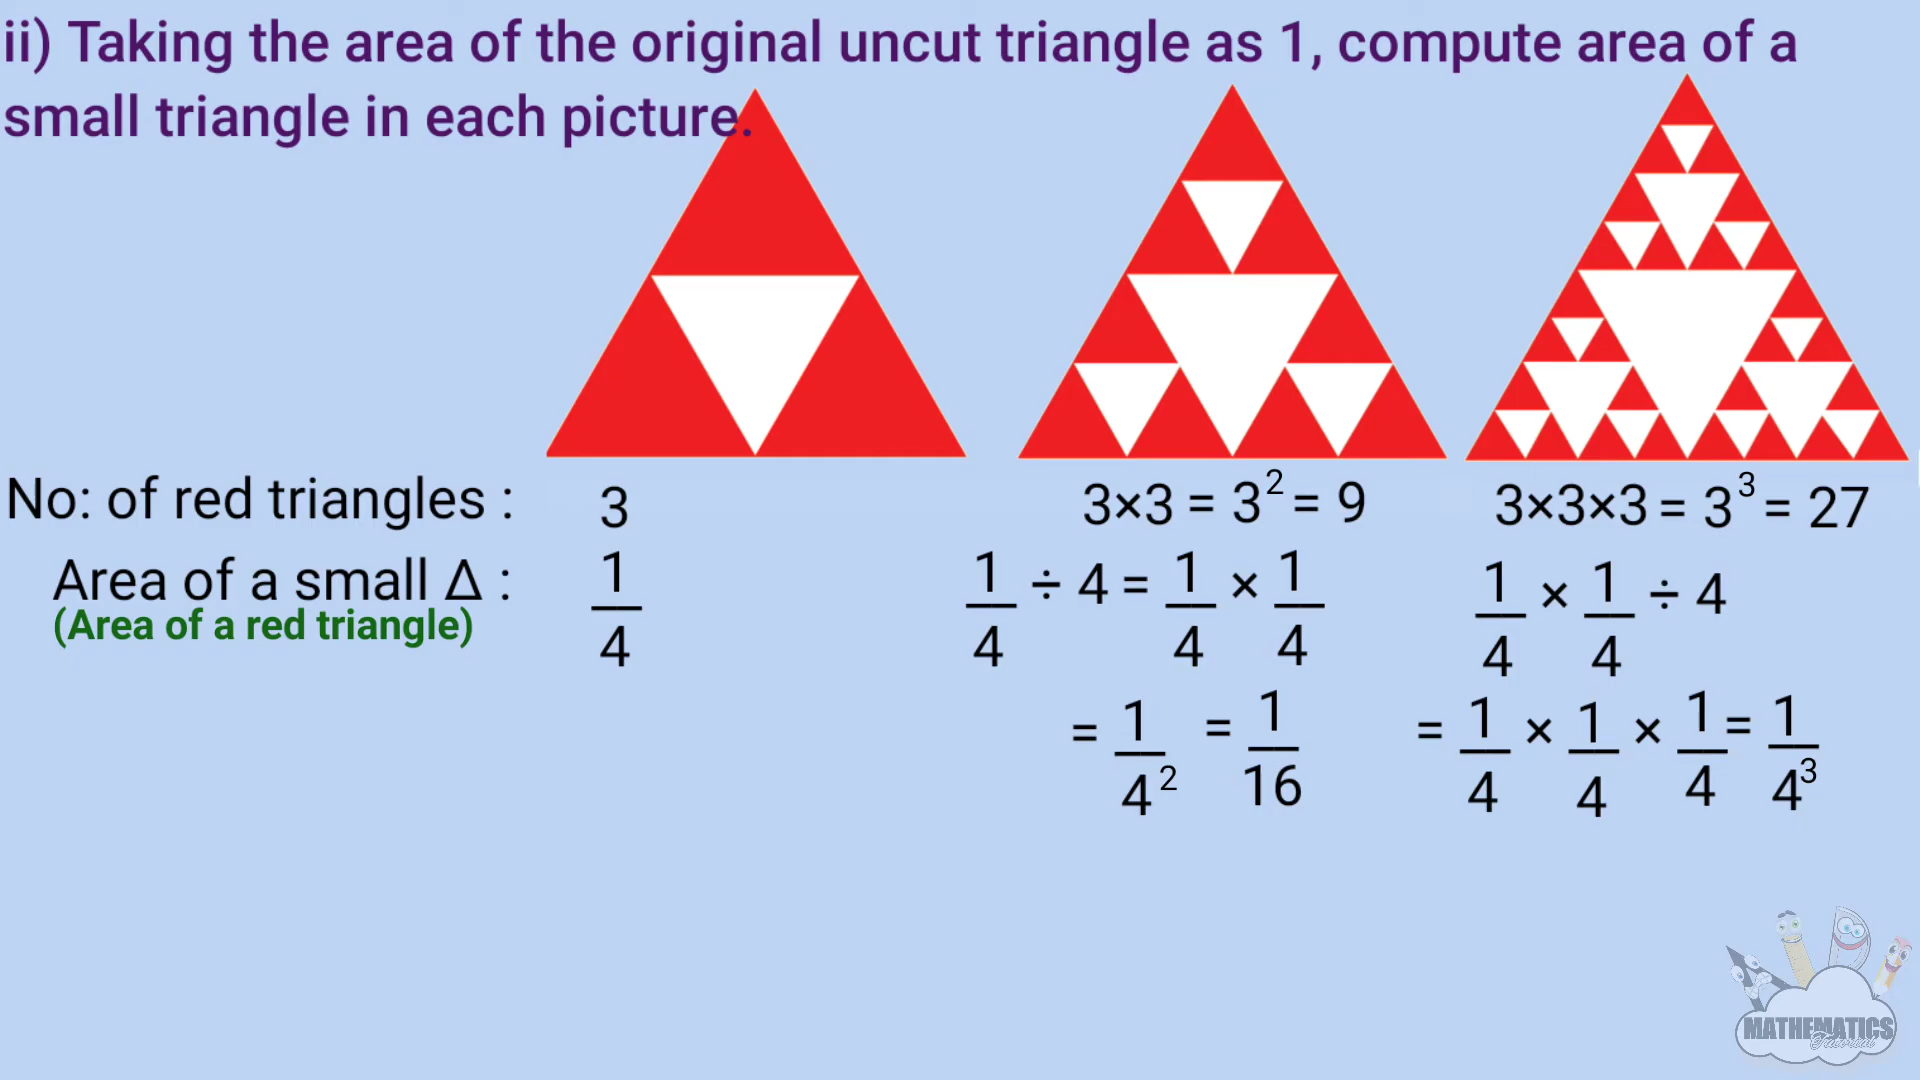 ii) Taking the area of the original uncut triangle as 1, compute area of a
small triangle in each picture.
No: of red triangles : 3 3×3 = 3² = 9 3×3×3 = 3³ = 27
Area of a small Δ : 1/4 1/4 ÷ 4 = 1/4 × 1/4 1/4 × 1/4 ÷ 4
(Area of a red triangle)
= 1/4² = 1/16 = 1/4 × 1/4 × 1/4 = 1/4³
MATHEMATICS
Tutorial